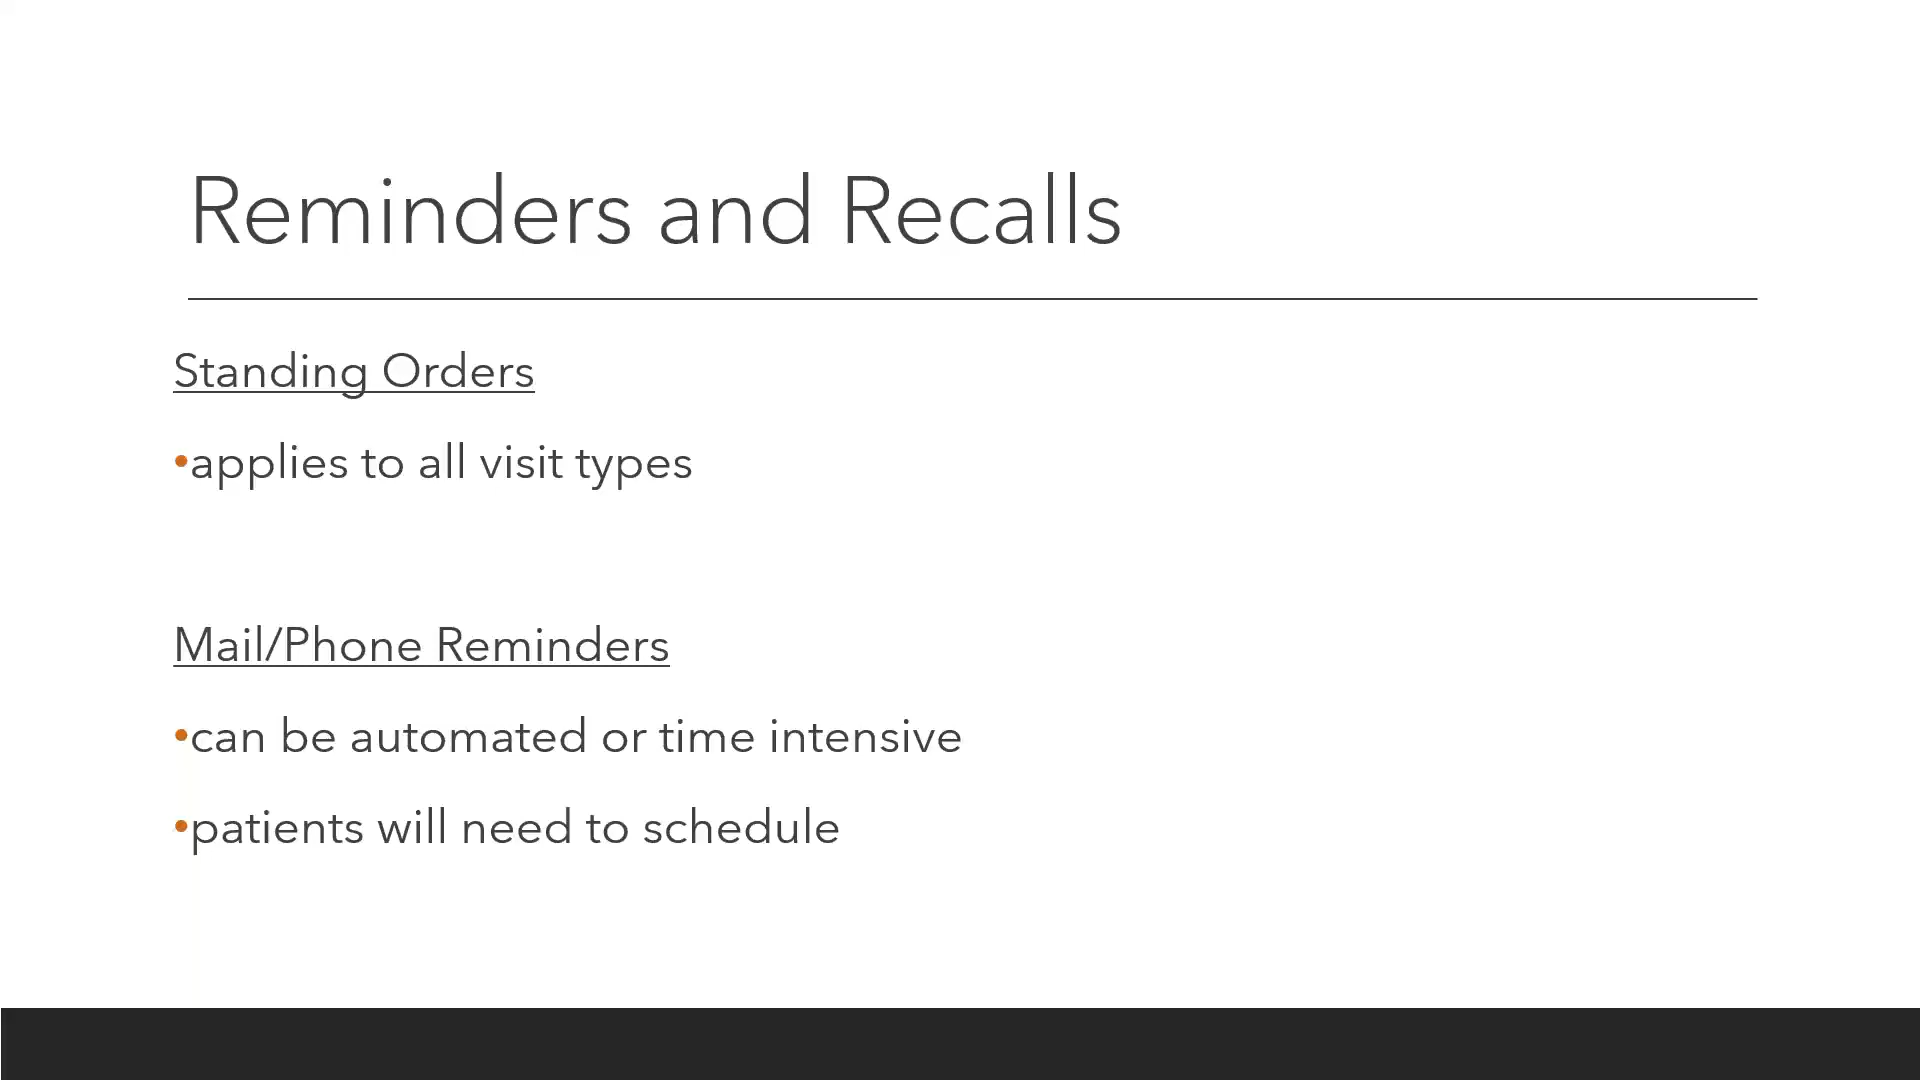 Reminders and Recalls
Standing Orders
•applies to all visit types
Mail/Phone Reminders
•can be automated or time intensive
•patients will need to schedule